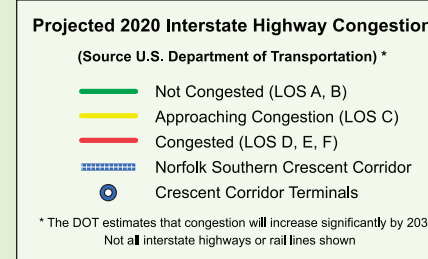 Projected 2020 Interstate Highway Congestion
(Source U.S. Department of Transportation) *
Not Congested (LOS A, B)
Approaching Congestion (LOS C)
Congested (LOS D, E, F)
Norfolk Southern Crescent Corridor
Crescent Corridor Terminals
* The DOT estimates that congestion will increase significantly by 203
Not all interstate highways or rail lines shown